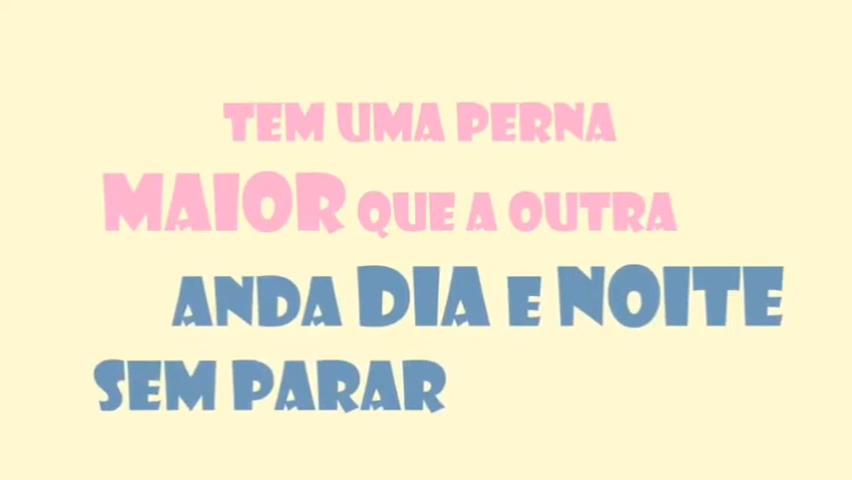 TEM UMA PERNA
MAIOR QUE A OUTRA
ANDA DIA E NOITE
SEM PARAR